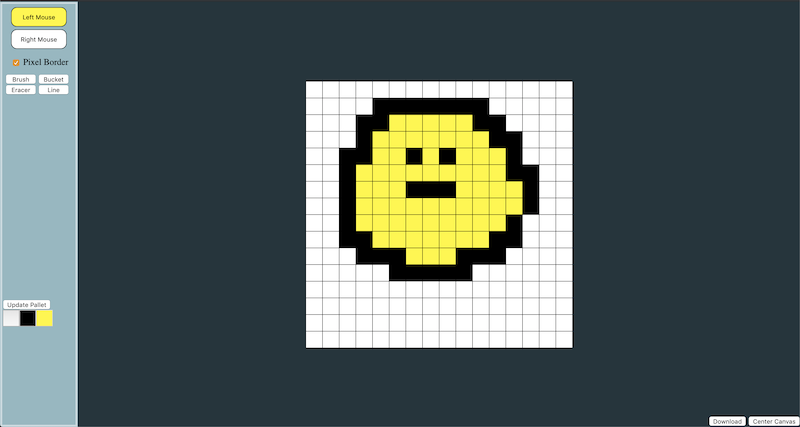 Left Mouse
Right Mouse
Pixel Border
Brush Bucket
Eracer Line
Update Pallet
Download Center Canvas